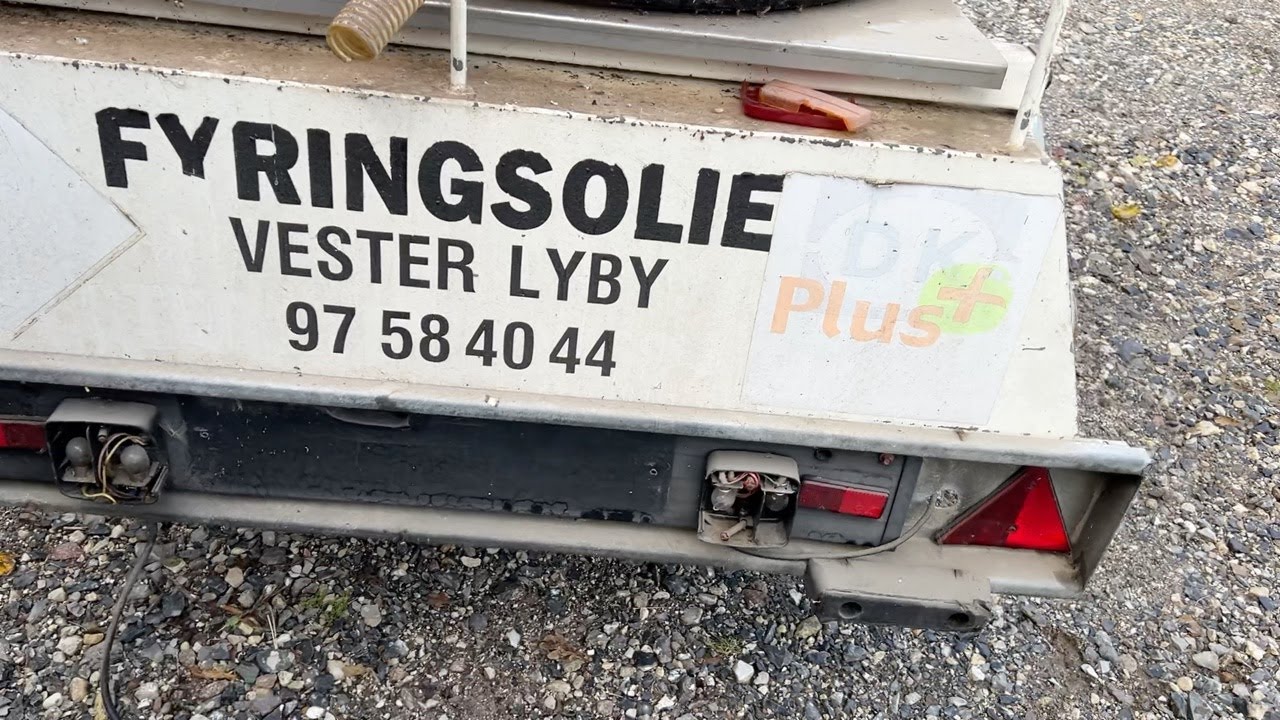 FYRINGSOLIE
VESTER LYBY
97 58 40 44
DK
Plus+